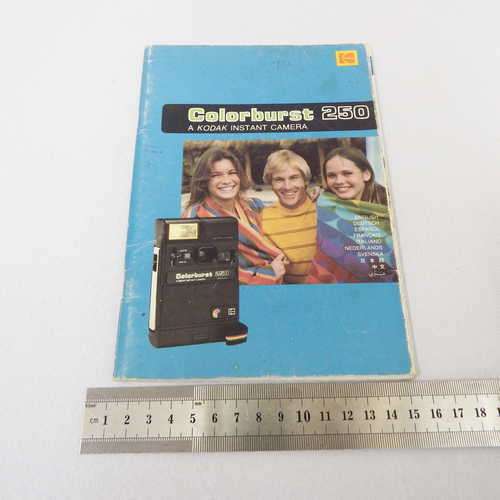 Colorburst 250
A KODAK INSTANT CAMERA
ENGLISH
DEUTSCH
ESPAÑOL
FRANÇAIS
ITALIANO
NEDERLANDS
SVENSKA
日本語
中文
Colorburst 250
cm 1 2 3 4 5 6 7 8 9 10 11 12 13 14 15 16 17 18